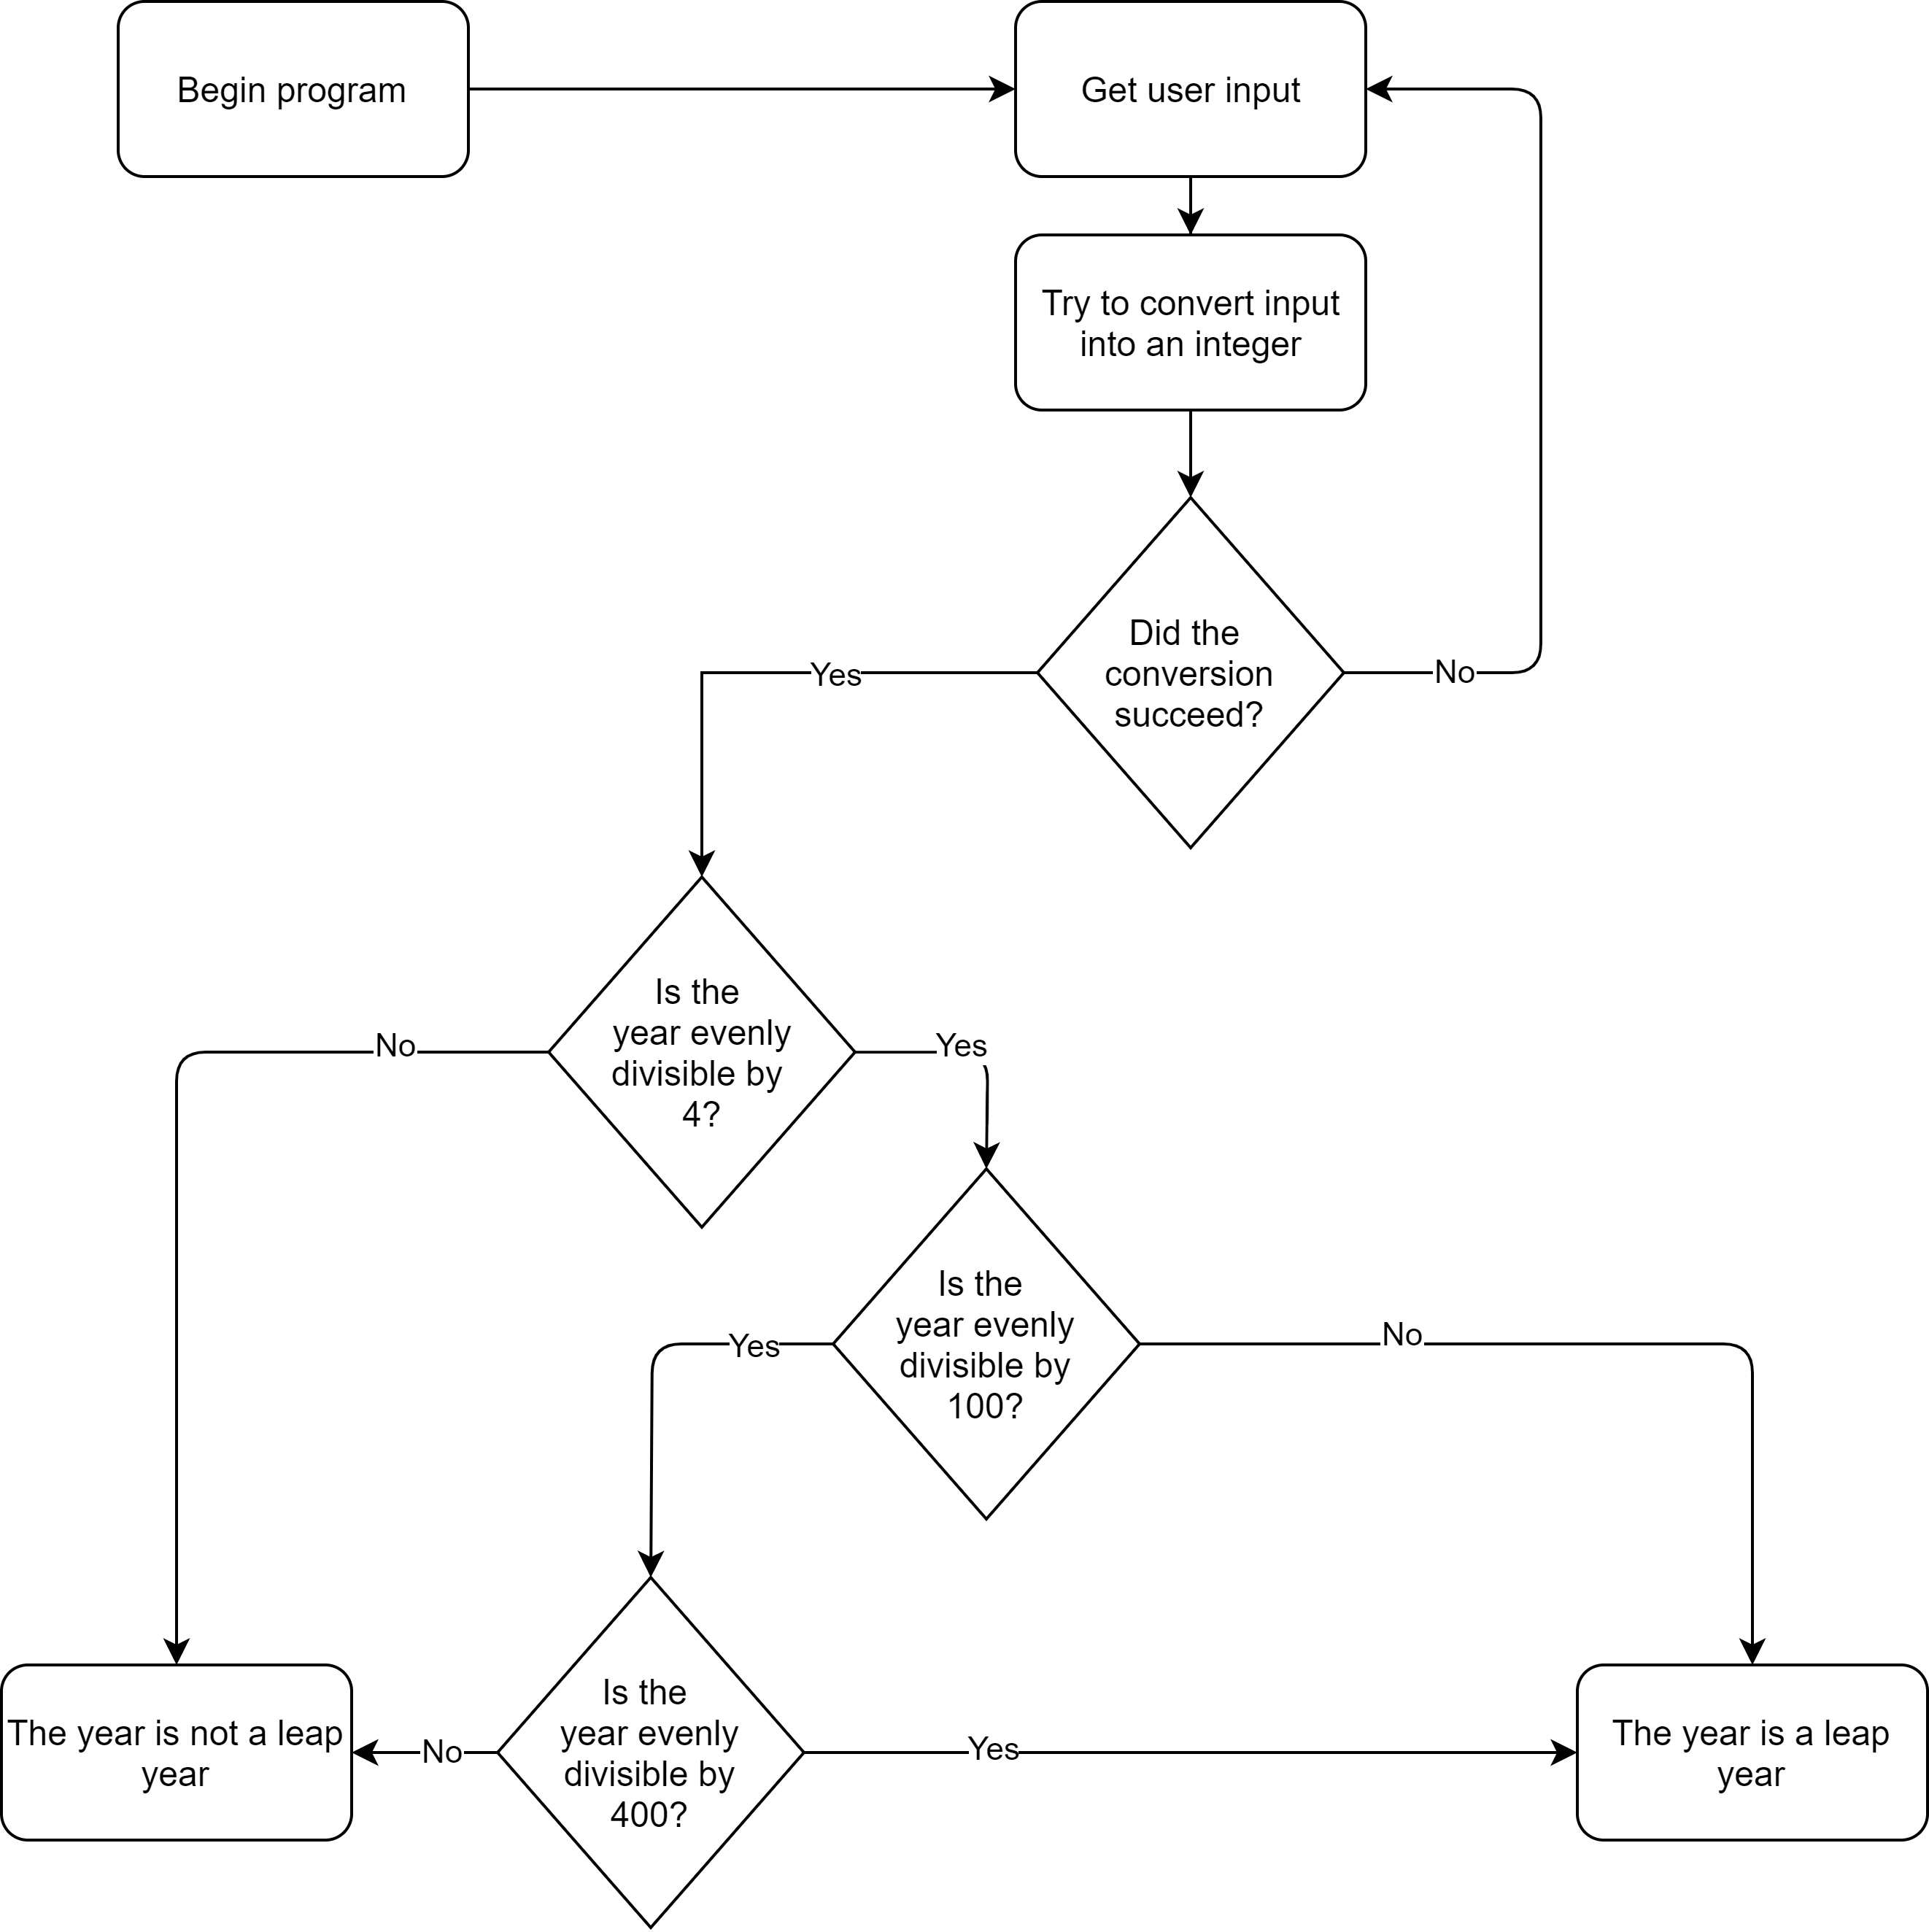 Begin program
Get user input
Try to convert input
into an integer
Did the
conversion
succeed?
Yes
No
Is the
year evenly
divisible by
4?
No
Yes
Is the
year evenly
divisible by
100?
Yes
No
Is the
year evenly
divisible by
400?
No
Yes
The year is not a leap
year
The year is a leap
year